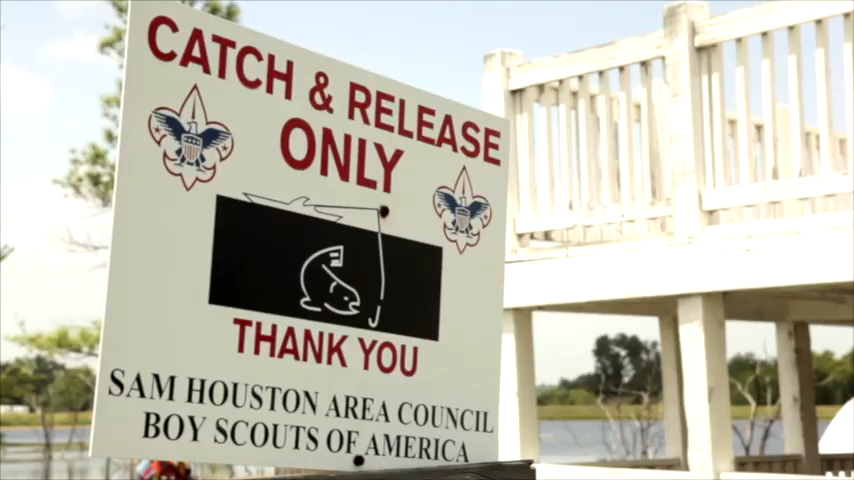 CATCH & RELEASE
ONLY
THANK YOU
SAM HOUSTON AREA COUNCIL
BOY SCOUTS OF AMERICA